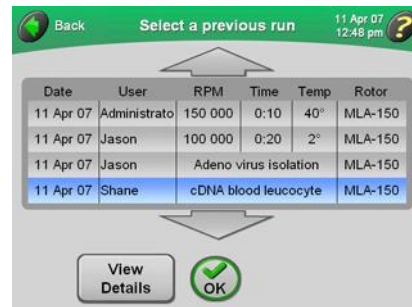 Back Select a previous run 11 Apr 07
12:48 pm ?
Date User RPM Time Temp Rotor
11 Apr 07 Administrato 150 000 0:10 40° MLA-150
11 Apr 07 Jason 100 000 0:20 2° MLA-150
11 Apr 07 Jason Adeno virus isolation MLA-150
11 Apr 07 Shane cDNA blood leucocyte MLA-150
View
Details
OK